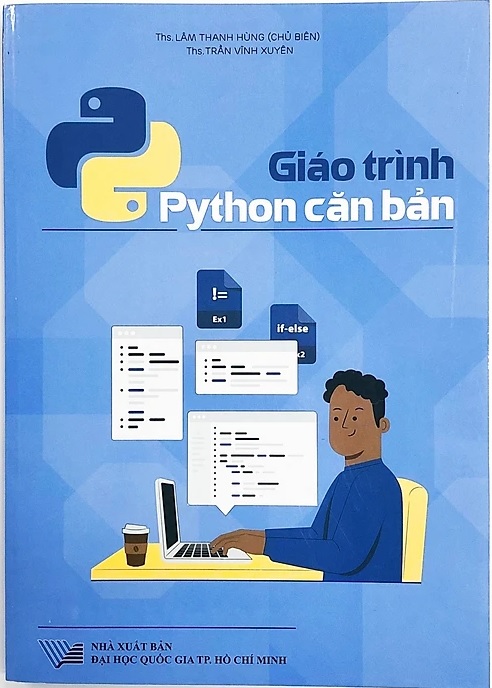 Ths. LÂM THANH HÙNG (CHỦ BIÊN)
Ths. TRẦN VĨNH XUYÊN
Giáo trình
Python căn bản
!=
Ex1
if-else
x2
NHÀ XUẤT BẢN
ĐẠI HỌC QUỐC GIA TP. HỒ CHÍ MINH